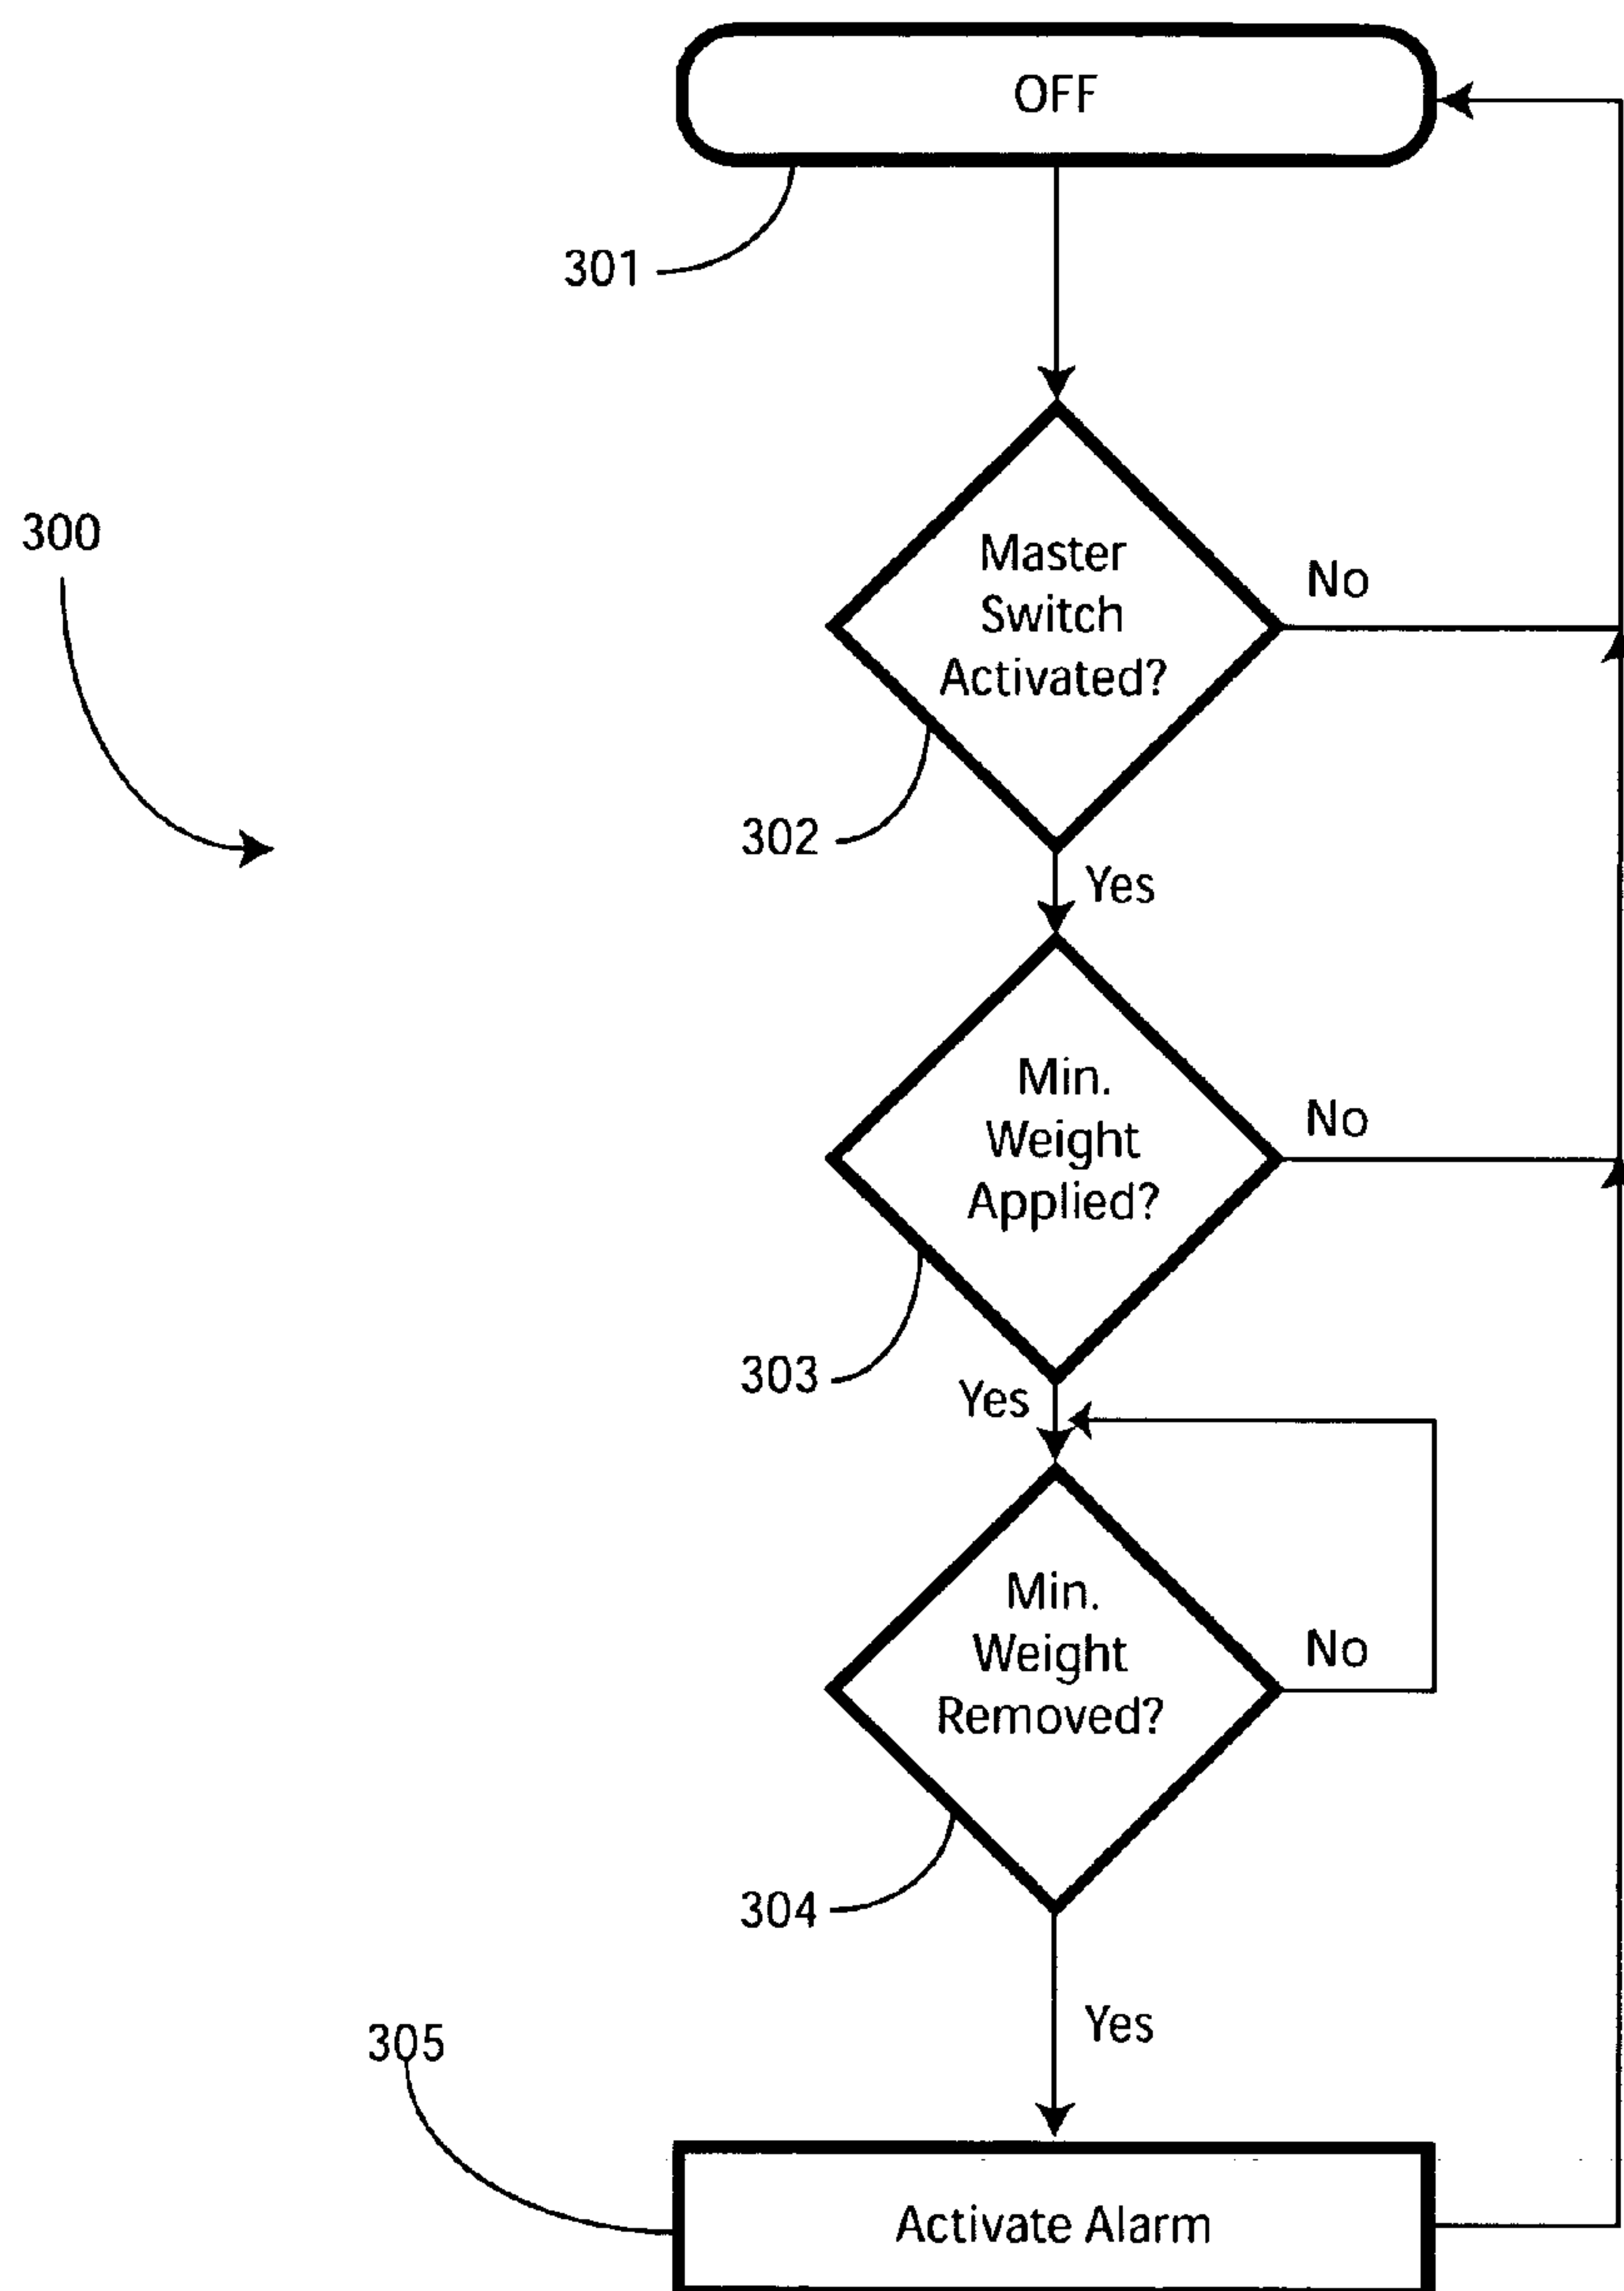 OFF
301
300
Master
Switch
Activated?
No
302
Yes
Min.
Weight
Applied?
No
303
Yes
Min.
Weight
Removed?
No
304
Yes
305
Activate Alarm